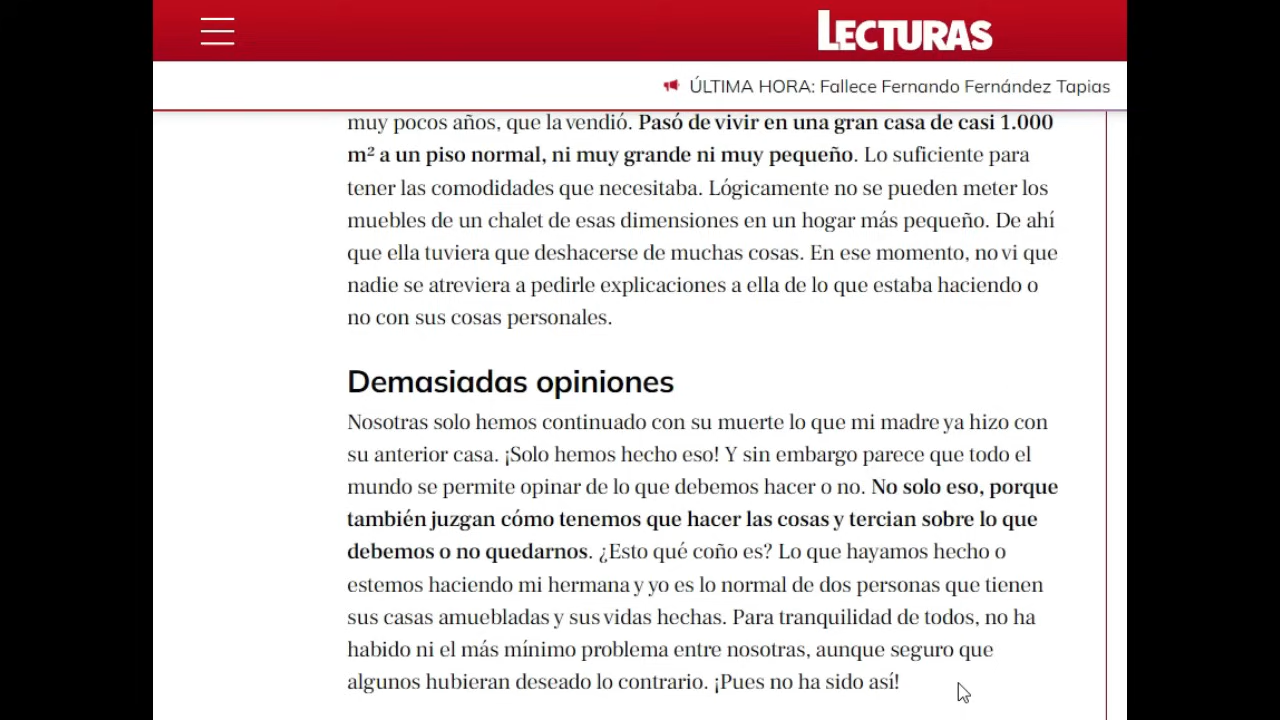 LECTURAS
ÚLTIMA HORA: Fallece Fernando Fernández Tapias
muy pocos años, que la vendió. Pasó de vivir en una gran casa de casi 1.000
m² a un piso normal, ni muy grande ni muy pequeño. Lo suficiente para
tener las comodidades que necesitaba. Lógicamente no se pueden meter los
muebles de un chalet de esas dimensiones en un hogar más pequeño. De ahí
que ella tuviera que deshacerse de muchas cosas. En ese momento, no vi que
nadie se atreviera a pedirle explicaciones a ella de lo que estaba haciendo o
no con sus cosas personales.
Demasiadas opiniones
Nosotras solo hemos continuado con su muerte lo que mi madre ya hizo con
su anterior casa. ¡Solo hemos hecho eso! Y sin embargo parece que todo el
mundo se permite opinar de lo que debemos hacer o no. No solo eso, porque
también juzgan cómo tenemos que hacer las cosas y tercian sobre lo que
debemos o no quedarnos. ¿Esto qué coño es? Lo que hayamos hecho o
estemos haciendo mi hermana y yo es lo normal de dos personas que tienen
sus casas amuebladas y sus vidas hechas. Para tranquilidad de todos, no ha
habido ni el más mínimo problema entre nosotras, aunque seguro que
algunos hubieran deseado lo contrario. ¡Pues no ha sido así!